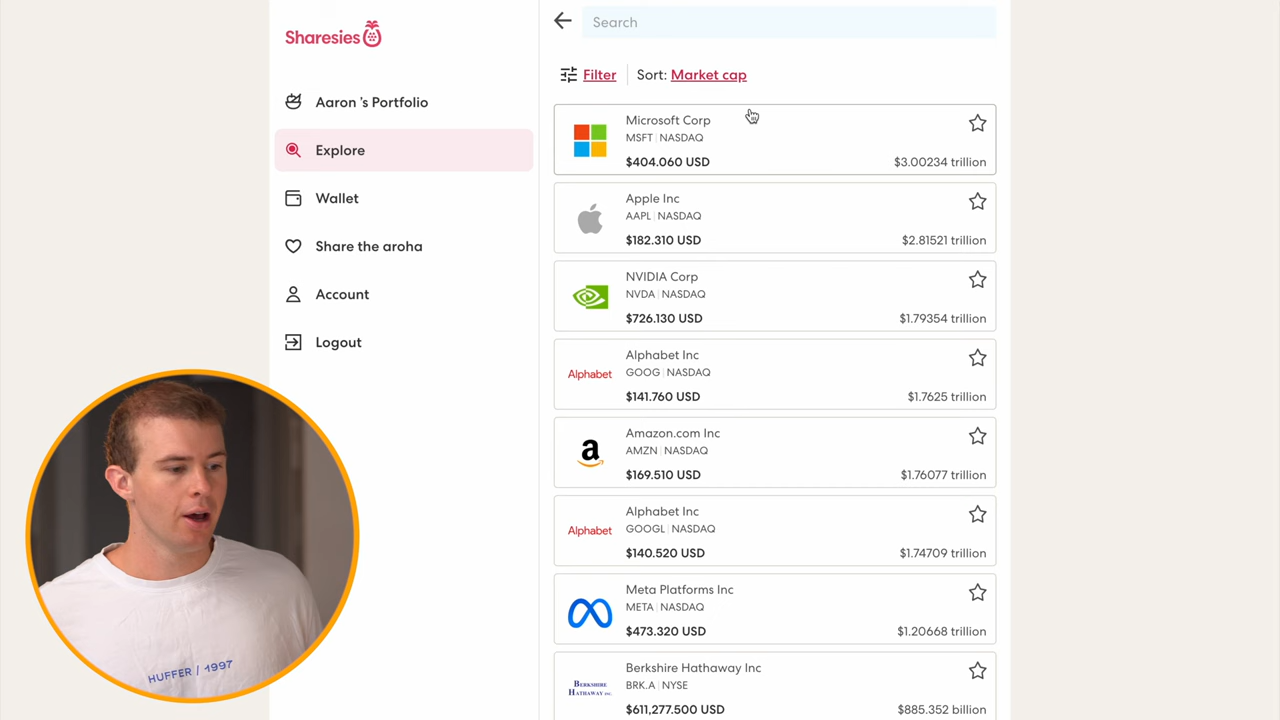 Sharesies
Aaron 's Portfolio
Explore
Wallet
Share the aroha
Account
Logout
Search
Filter
Sort: Market cap
Microsoft Corp
MSFT | NASDAQ
$404.060 USD
$3.00234 trillion
Apple Inc
AAPL | NASDAQ
$182.310 USD
$2.81521 trillion
NVIDIA Corp
NVDA | NASDAQ
$726.130 USD
$1.79354 trillion
Alphabet
Alphabet Inc
GOOG | NASDAQ
$141.760 USD
$1.7625 trillion
a
Amazon.com Inc
AMZN | NASDAQ
$169.510 USD
$1.76077 trillion
Alphabet
Alphabet Inc
GOOGL | NASDAQ
$140.520 USD
$1.74709 trillion
Meta Platforms Inc
META | NASDAQ
$473.320 USD
$1.20668 trillion
BERKSHIRE
HATHAWAY INC.
Berkshire Hathaway Inc
BRK.A | NYSE
$611,277.500 USD
$885.352 billion
HUFFER / 1997